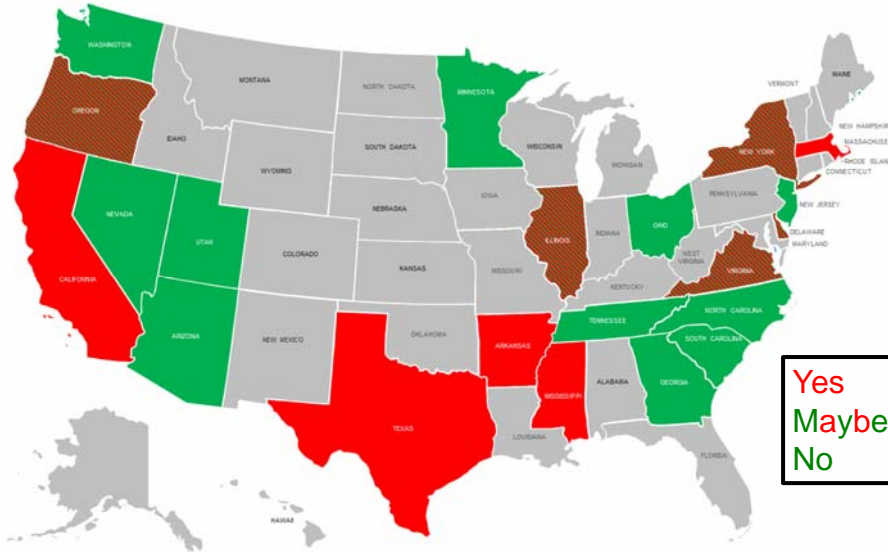 WASHINGTON
MONTANA
NORTH DAKOTA
MINNESOTA
VERMONT
MAINE
OREGON
IDAHO
SOUTH DAKOTA
WISCONSIN
MICHIGAN
NEW YORK
NEW HAMPSHIRE
MASSACHUSE
RHODE ISLAN
CONNECTICUT
WYOMING
IOWA
PENNSYLVANIA
NEW JERSEY
NEVADA
UTAH
NEBRASKA
ILLINOIS
INDIANA
OHIO
DELAWARE
MARYLAND
WEST
VIRGINIA
VIRGINIA
CALIFORNIA
COLORADO
KANSAS
MISSOURI
KENTUCKY
ARIZONA
NEW MEXICO
OKLAHOMA
ARKANSAS
TENNESSEE
NORTH CAROLINA
SOUTH CAROLINA
TEXAS
LOUISIANA
MISSISSIPPI
ALABAMA
GEORGIA
FLORIDA
HAWAII
Yes
Maybe
No